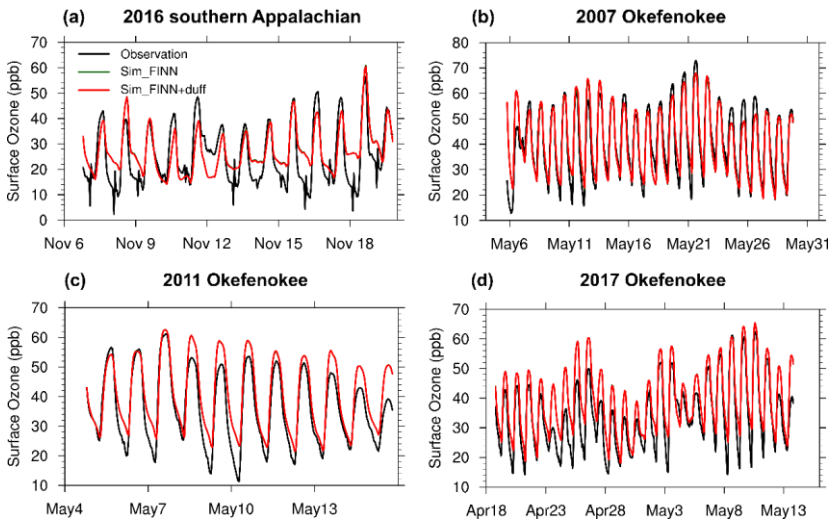 (a) 2016 southern Appalachian
(b) 2007 Okefenokee
Surface Ozone (ppb)
70
60
50
40
30
20
10
0
Observation
Sim_FINN
Sim_FINN+duff
Nov 6 Nov 9 Nov 12 Nov 15 Nov 18
Surface Ozone (ppb)
80
70
60
50
40
30
20
10
May6 May11 May16 May21 May26 May31
(c) 2011 Okefenokee
(d) 2017 Okefenokee
Surface Ozone (ppb)
70
60
50
40
30
20
10
May4 May7 May10 May13
Surface Ozone (ppb)
70
60
50
40
30
20
10
Apr18 Apr23 Apr28 May3 May8 May13